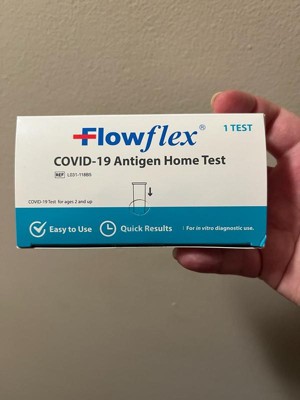 Flowflex®
1 TEST
COVID-19 Antigen Home Test
REF L031-118B5
COVID-19 Test for ages 2 and up
Easy to Use
Quick Results
For in vitro diagnostic use.